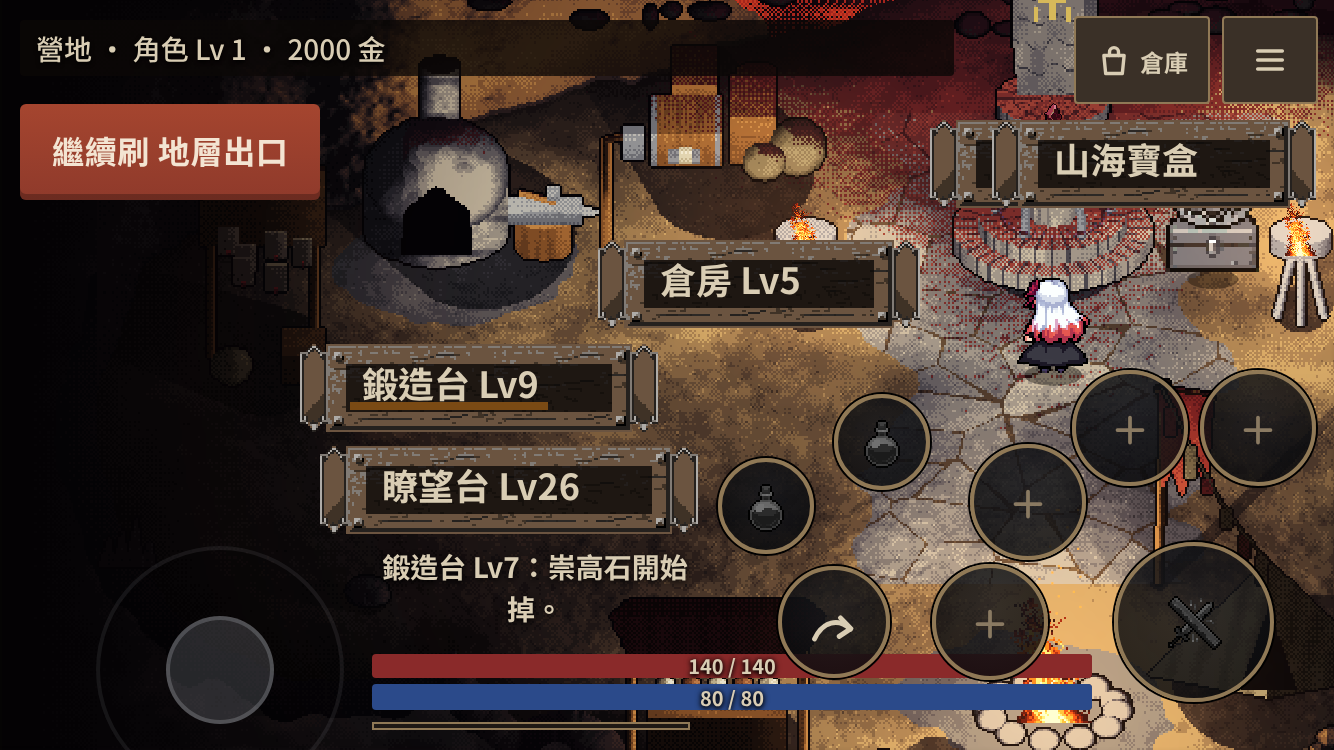 營地 · 角色 Lv 1 · 2000 金
倉庫
繼續刷 地層出口
山海寶盒
倉房 Lv5
鍛造台 Lv9
瞭望台 Lv26
鍛造台 Lv7：崇高石開始
掉。
140 / 140
80 / 80